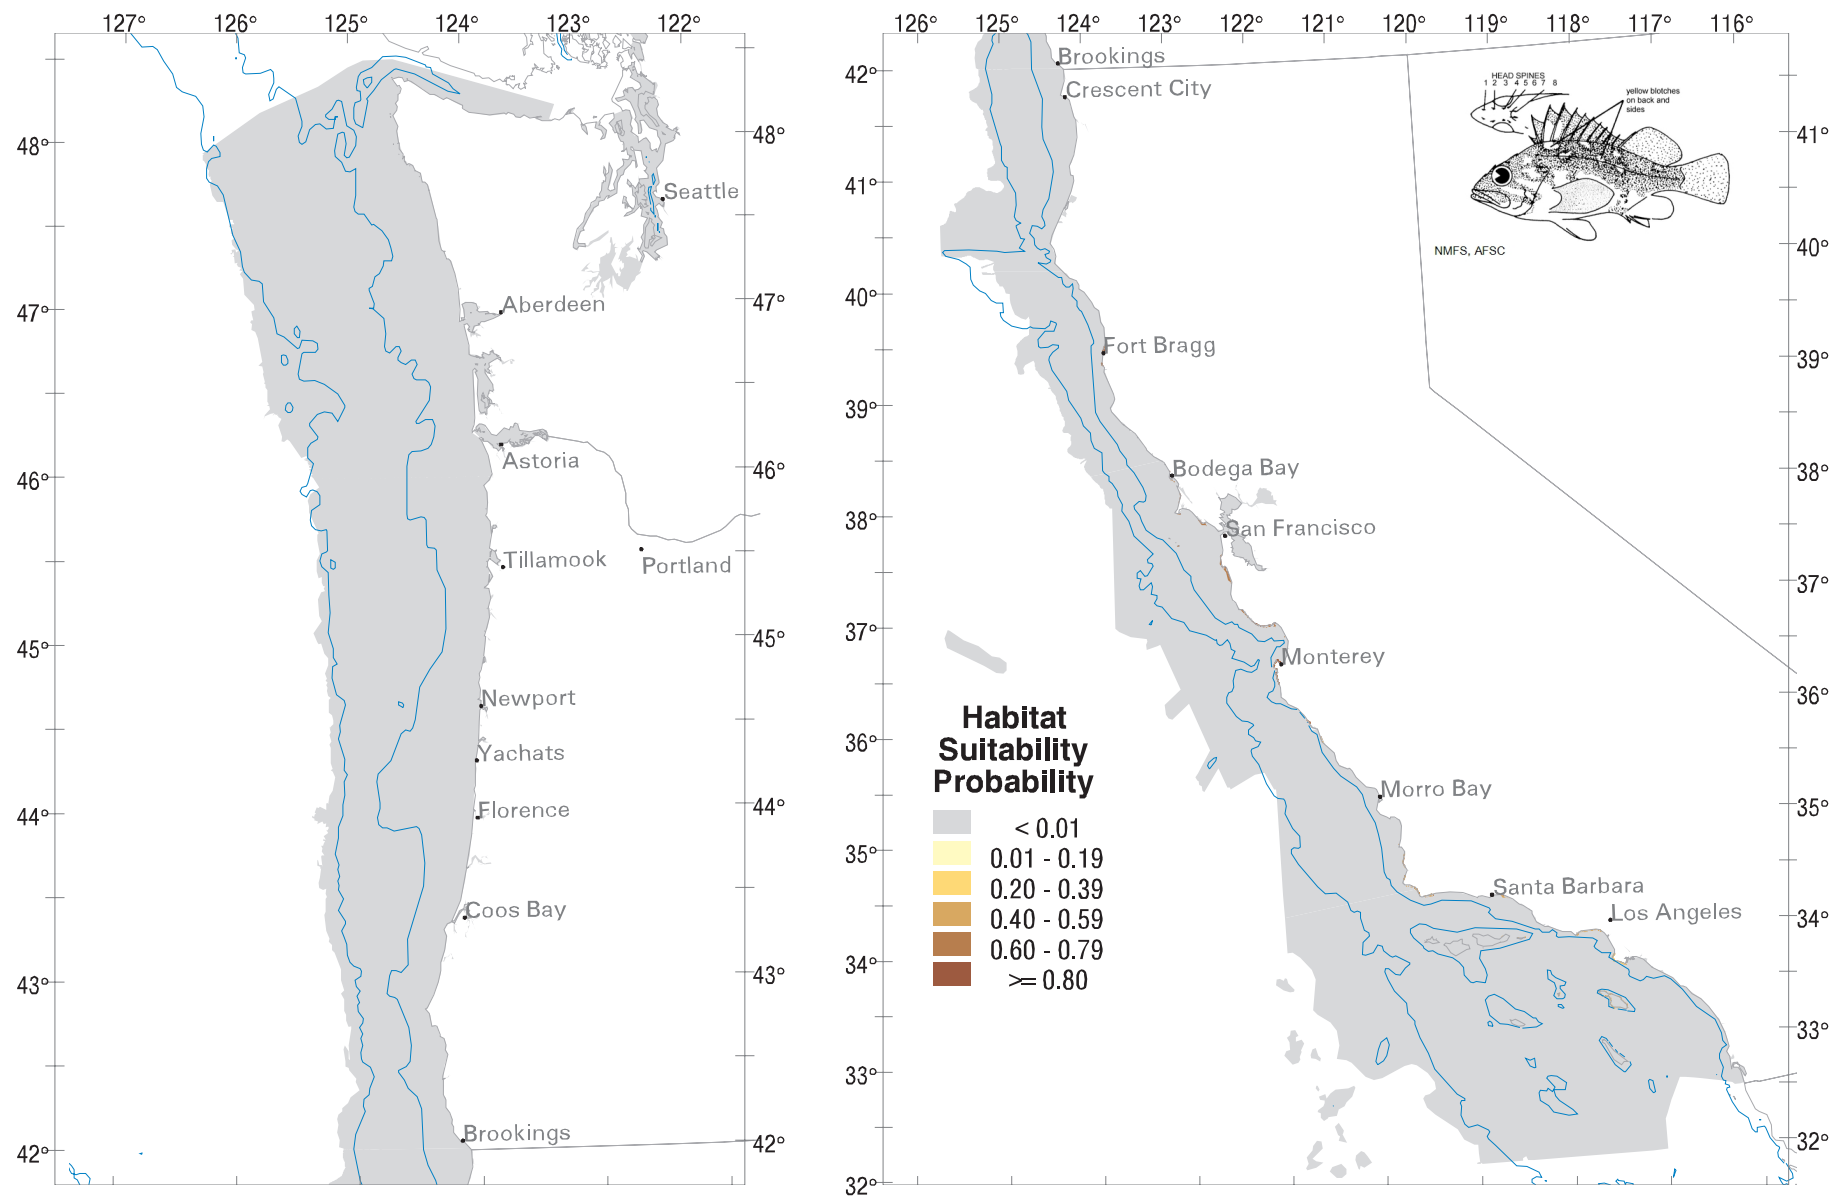 127° 126° 125° 124° 123° 122°
48°
47°
46°
45°
44°
43°
42°
48°
47°
46°
45°
44°
43°
42°
Seattle
Aberdeen
Astoria
Tillamook
Portland
Newport
Yachats
Florence
Coos Bay
Brookings
126° 125° 124° 123° 122° 121° 120° 119° 118° 117° 116°
42°
41°
40°
39°
38°
37°
36°
35°
34°
33°
32°
41°
40°
39°
38°
37°
36°
35°
34°
33°
32°
Brookings
Crescent City
Fort Bragg
Bodega Bay
San Francisco
Monterey
Morro Bay
Santa Barbara
Los Angeles
HEAD SPINES
1 2 3 4 5 6 7 8
yellow blotches
on back and
sides
NMFS, AFSC
Habitat
Suitability
Probability
< 0.01
0.01 - 0.19
0.20 - 0.39
0.40 - 0.59
0.60 - 0.79
>= 0.80